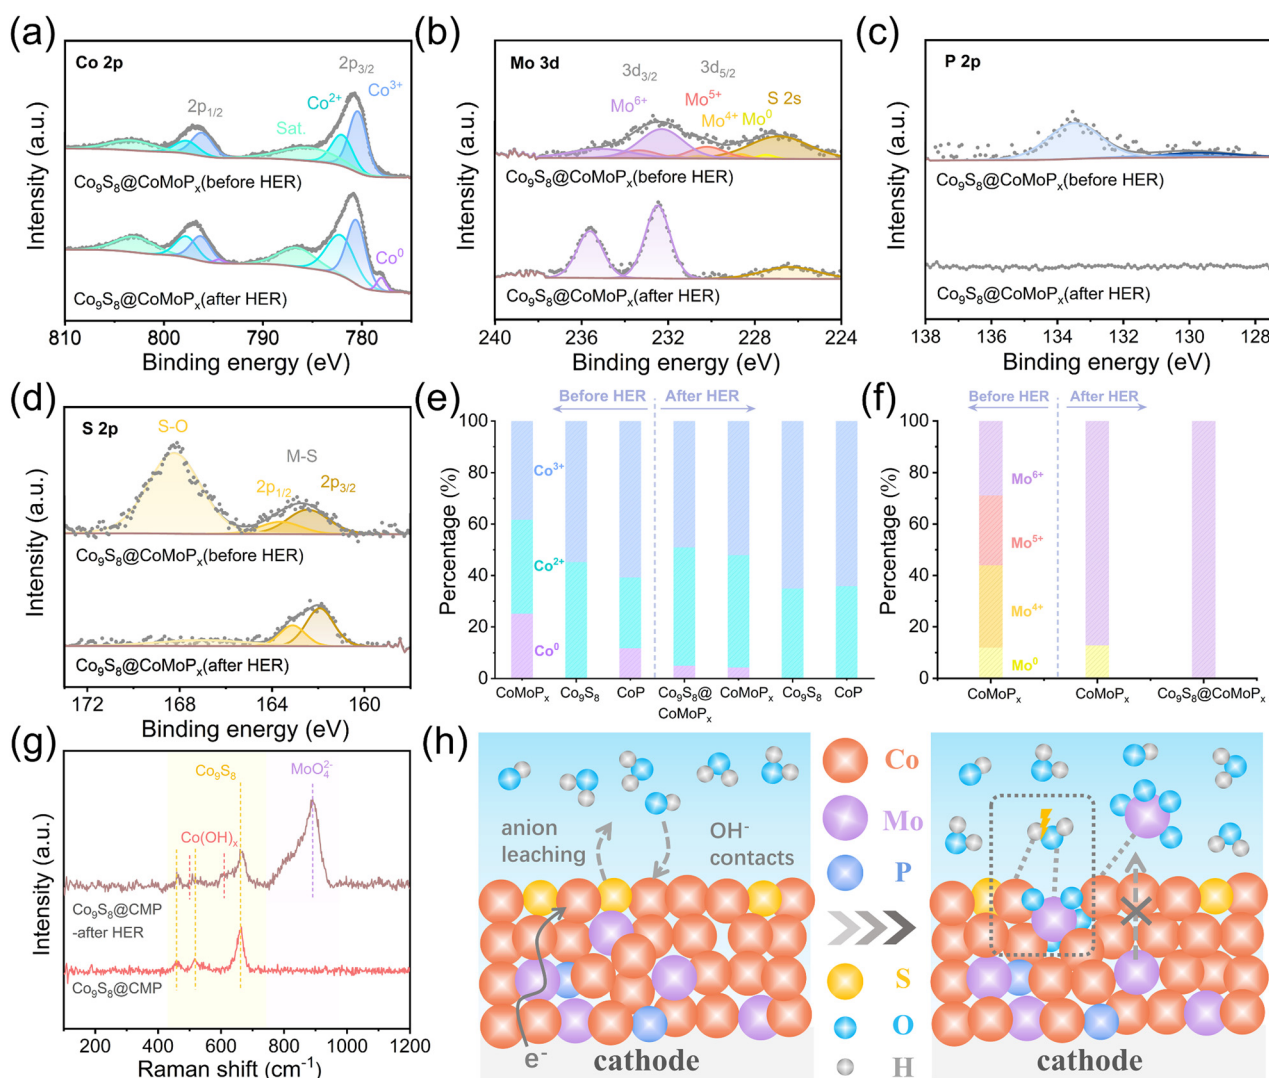 (a)
Co 2p
2p3/2
Co3+
Co2+
2p1/2
Sat.
Co9S8@CoMoPx(before HER)
Co0
Co9S8@CoMoPx(after HER)
Intensity (a.u.)
810 800 790 780
Binding energy (eV)
(b)
Mo 3d
3d3/2 3d5/2
Mo6+ Mo5+ S 2s
Mo4+ Mo0
Co9S8@CoMoPx(before HER)
Co9S8@CoMoPx(after HER)
Intensity (a.u.)
240 238 236 234 232 230 228 226 224
Binding energy (eV)
(c)
P 2p
Co9S8@CoMoPx(before HER)
Co9S8@CoMoPx(after HER)
Intensity (a.u.)
138 136 134 132 130 128
Binding energy (eV)
(d)
S 2p
S-O
M-S
2p1/2 2p3/2
Co9S8@CoMoPx(before HER)
Co9S8@CoMoPx(after HER)
Intensity (a.u.)
172 168 164 160
Binding energy (eV)
(e)
Before HER After HER
Percentage (%)
100
80
60
40
20
0
Co3+
Co2+
Co0
CoMoPx Co9S8 CoP Co9S8@CoMoPx CoMoPx Co9S8 CoP
(f)
Before HER After HER
Percentage (%)
100
80
60
40
20
0
Mo6+
Mo5+
Mo4+
Mo0
CoMoPx CoMoPx Co9S8@CoMoPx
(g)
Co9S8
MoO42-
Co(OH)x
Co9S8@CMP
-after HER
Co9S8@CMP
Intensity (a.u.)
200 400 600 800 1000 1200
Raman shift (cm-1)
(h)
anion
leaching
OH-
contacts
e-
cathode
Co
Mo
P
S
O
H
cathode